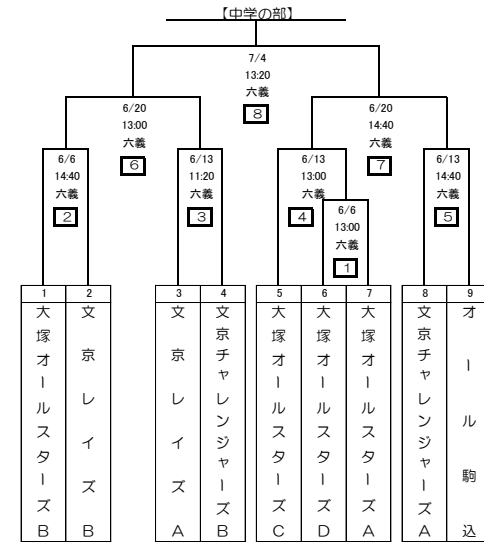 【中学の部】
7/4
13:20
六義
8
6/20
13:00
六義
6
6/20
14:40
六義
7
6/6
14:40
六義
2
6/13
11:20
六義
3
6/13
13:00
六義
4
6/13
14:40
六義
5
6/6
13:00
六義
1
1 2 3 4 5 6 7 8 9
大塚オールスターズB
文京レイズB
文京レイズA
文京チャレンジャーズB
大塚オールスターズC
大塚オールスターズD
大塚オールスターズA
文京チャレンジャーズA
オール駒込